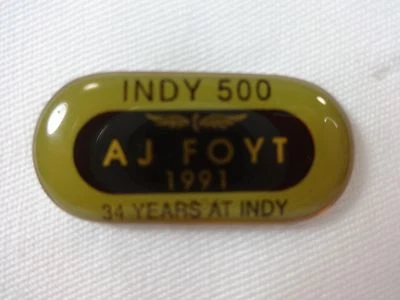 INDY 500
AJ FOYT
1991
34 YEARS AT INDY